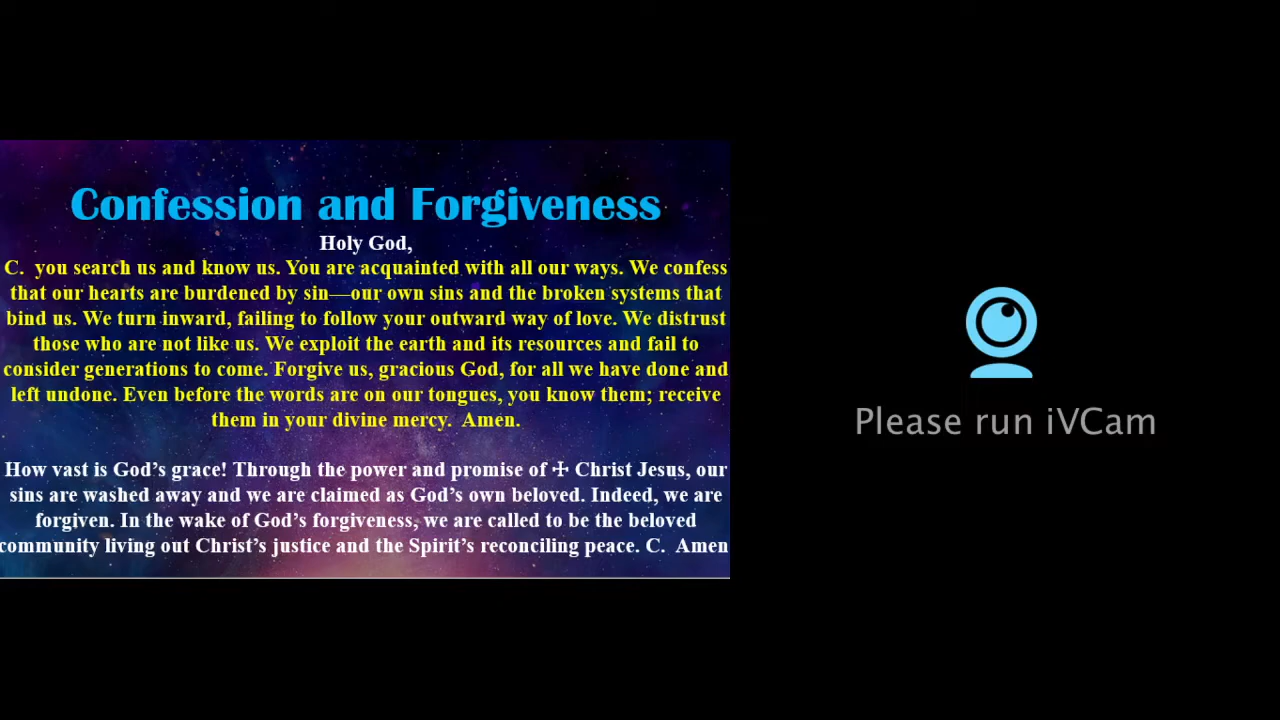 Confession and Forgiveness
Holy God,
C.  you search us and know us. You are acquainted with all our ways. We confess
that our hearts are burdened by sin—our own sins and the broken systems that
bind us. We turn inward, failing to follow your outward way of love. We distrust
those who are not like us. We exploit the earth and its resources and fail to
consider generations to come. Forgive us, gracious God, for all we have done and
left undone. Even before the words are on our tongues, you know them; receive
them in your divine mercy.  Amen.
How vast is God’s grace! Through the power and promise of ☩ Christ Jesus, our
sins are washed away and we are claimed as God’s own beloved. Indeed, we are
forgiven. In the wake of God’s forgiveness, we are called to be the beloved
community living out Christ’s justice and the Spirit’s reconciling peace. C.  Amen
Please run iVCam